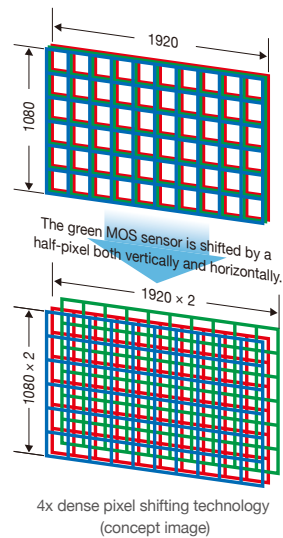 1920
1080
The green MOS sensor is shifted by a
half-pixel both vertically and horizontally.
1920 × 2
1080 × 2
4x dense pixel shifting technology
(concept image)